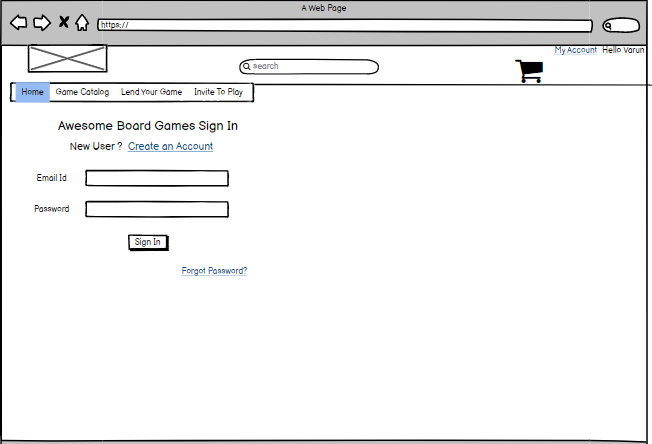 A Web Page
https://
My Account Hello Varun
search
Home Game Catalog Lend Your Game Invite To Play
Awesome Board Games Sign In
New User ? Create an Account
Email Id
Password
Sign In
Forgot Password?